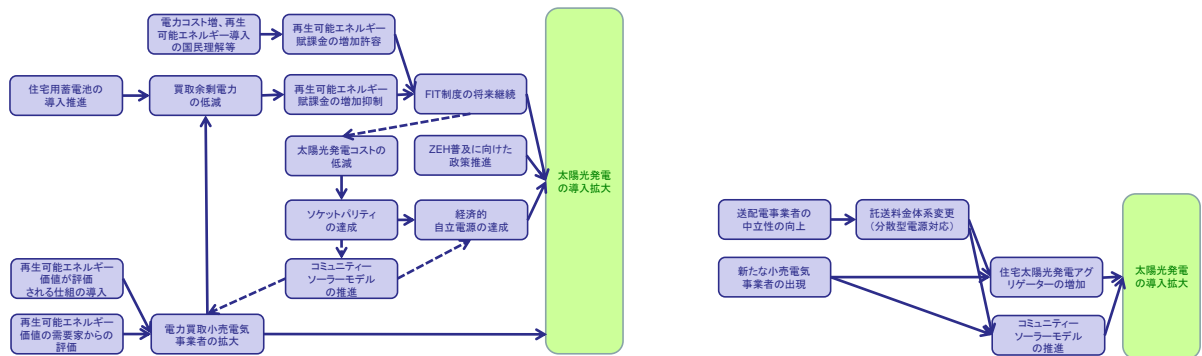 電力コスト増、再生
可能エネルギー導入
の国民理解等
再生可能エネルギー
賦課金の増加許容
住宅用蓄電池の
導入推進
買取余剰電力
の低減
再生可能エネルギー
賦課金の増加抑制
FIT制度の将来継続
太陽光発電コストの
低減
ZEH普及に向けた
政策推進
太陽光発電
の導入拡大
ソケットパリティ
の達成
経済的
自立電源の達成
再生可能エネルギー
価値が評価
される仕組の導入
コミュニティー
ソーラーモデル
の推進
再生可能エネルギー
価値の需要家からの
評価
電力買取小売電気
事業者の拡大
送配電事業者の
中立性の向上
託送料金体系変更
（分散型電源対応）
新たな小売電気
事業者の出現
住宅太陽光発電アグ
リゲーターの増加
コミュニティー
ソーラーモデル
の推進
太陽光発電
の導入拡大